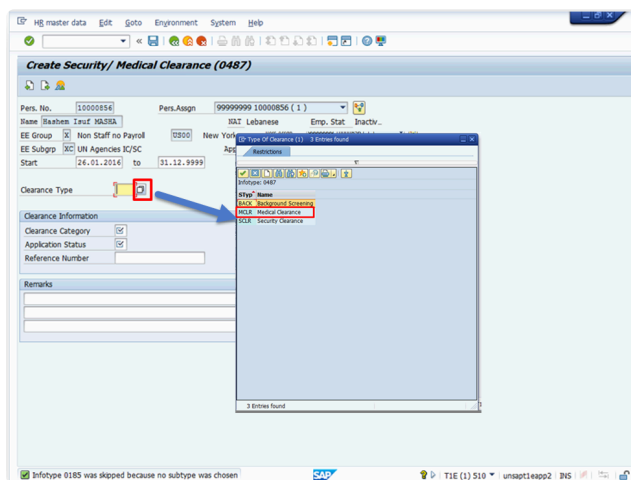 HR master data Edit Goto Environment System Help
Create Security/ Medical Clearance (0487)
Pers. No. 10000856 Pers.Assgn 99999999 10000856 ( 1 )
Name Hashem Isuf MASHA NAT Lebanese Emp. Stat Inactiv...
EE Group X Non Staff no Payroll US00 New York
EE Subgrp XC UN Agencies IC/SC App
Start 26.01.2016 to 31.12.9999
Clearance Type
Clearance Information
Clearance Category
Application Status
Reference Number
Remarks
Type Of Clearance (1) 3 Entries found
Restrictions
Infotype: 0487
STyp Name
BACK Background Screening
MCLR Medical Clearance
SCLR Security Clearance
3 Entries found
Infotype 0185 was skipped because no subtype was chosen
SAP
T1E (1) 510 unsapt1eapp2 INS